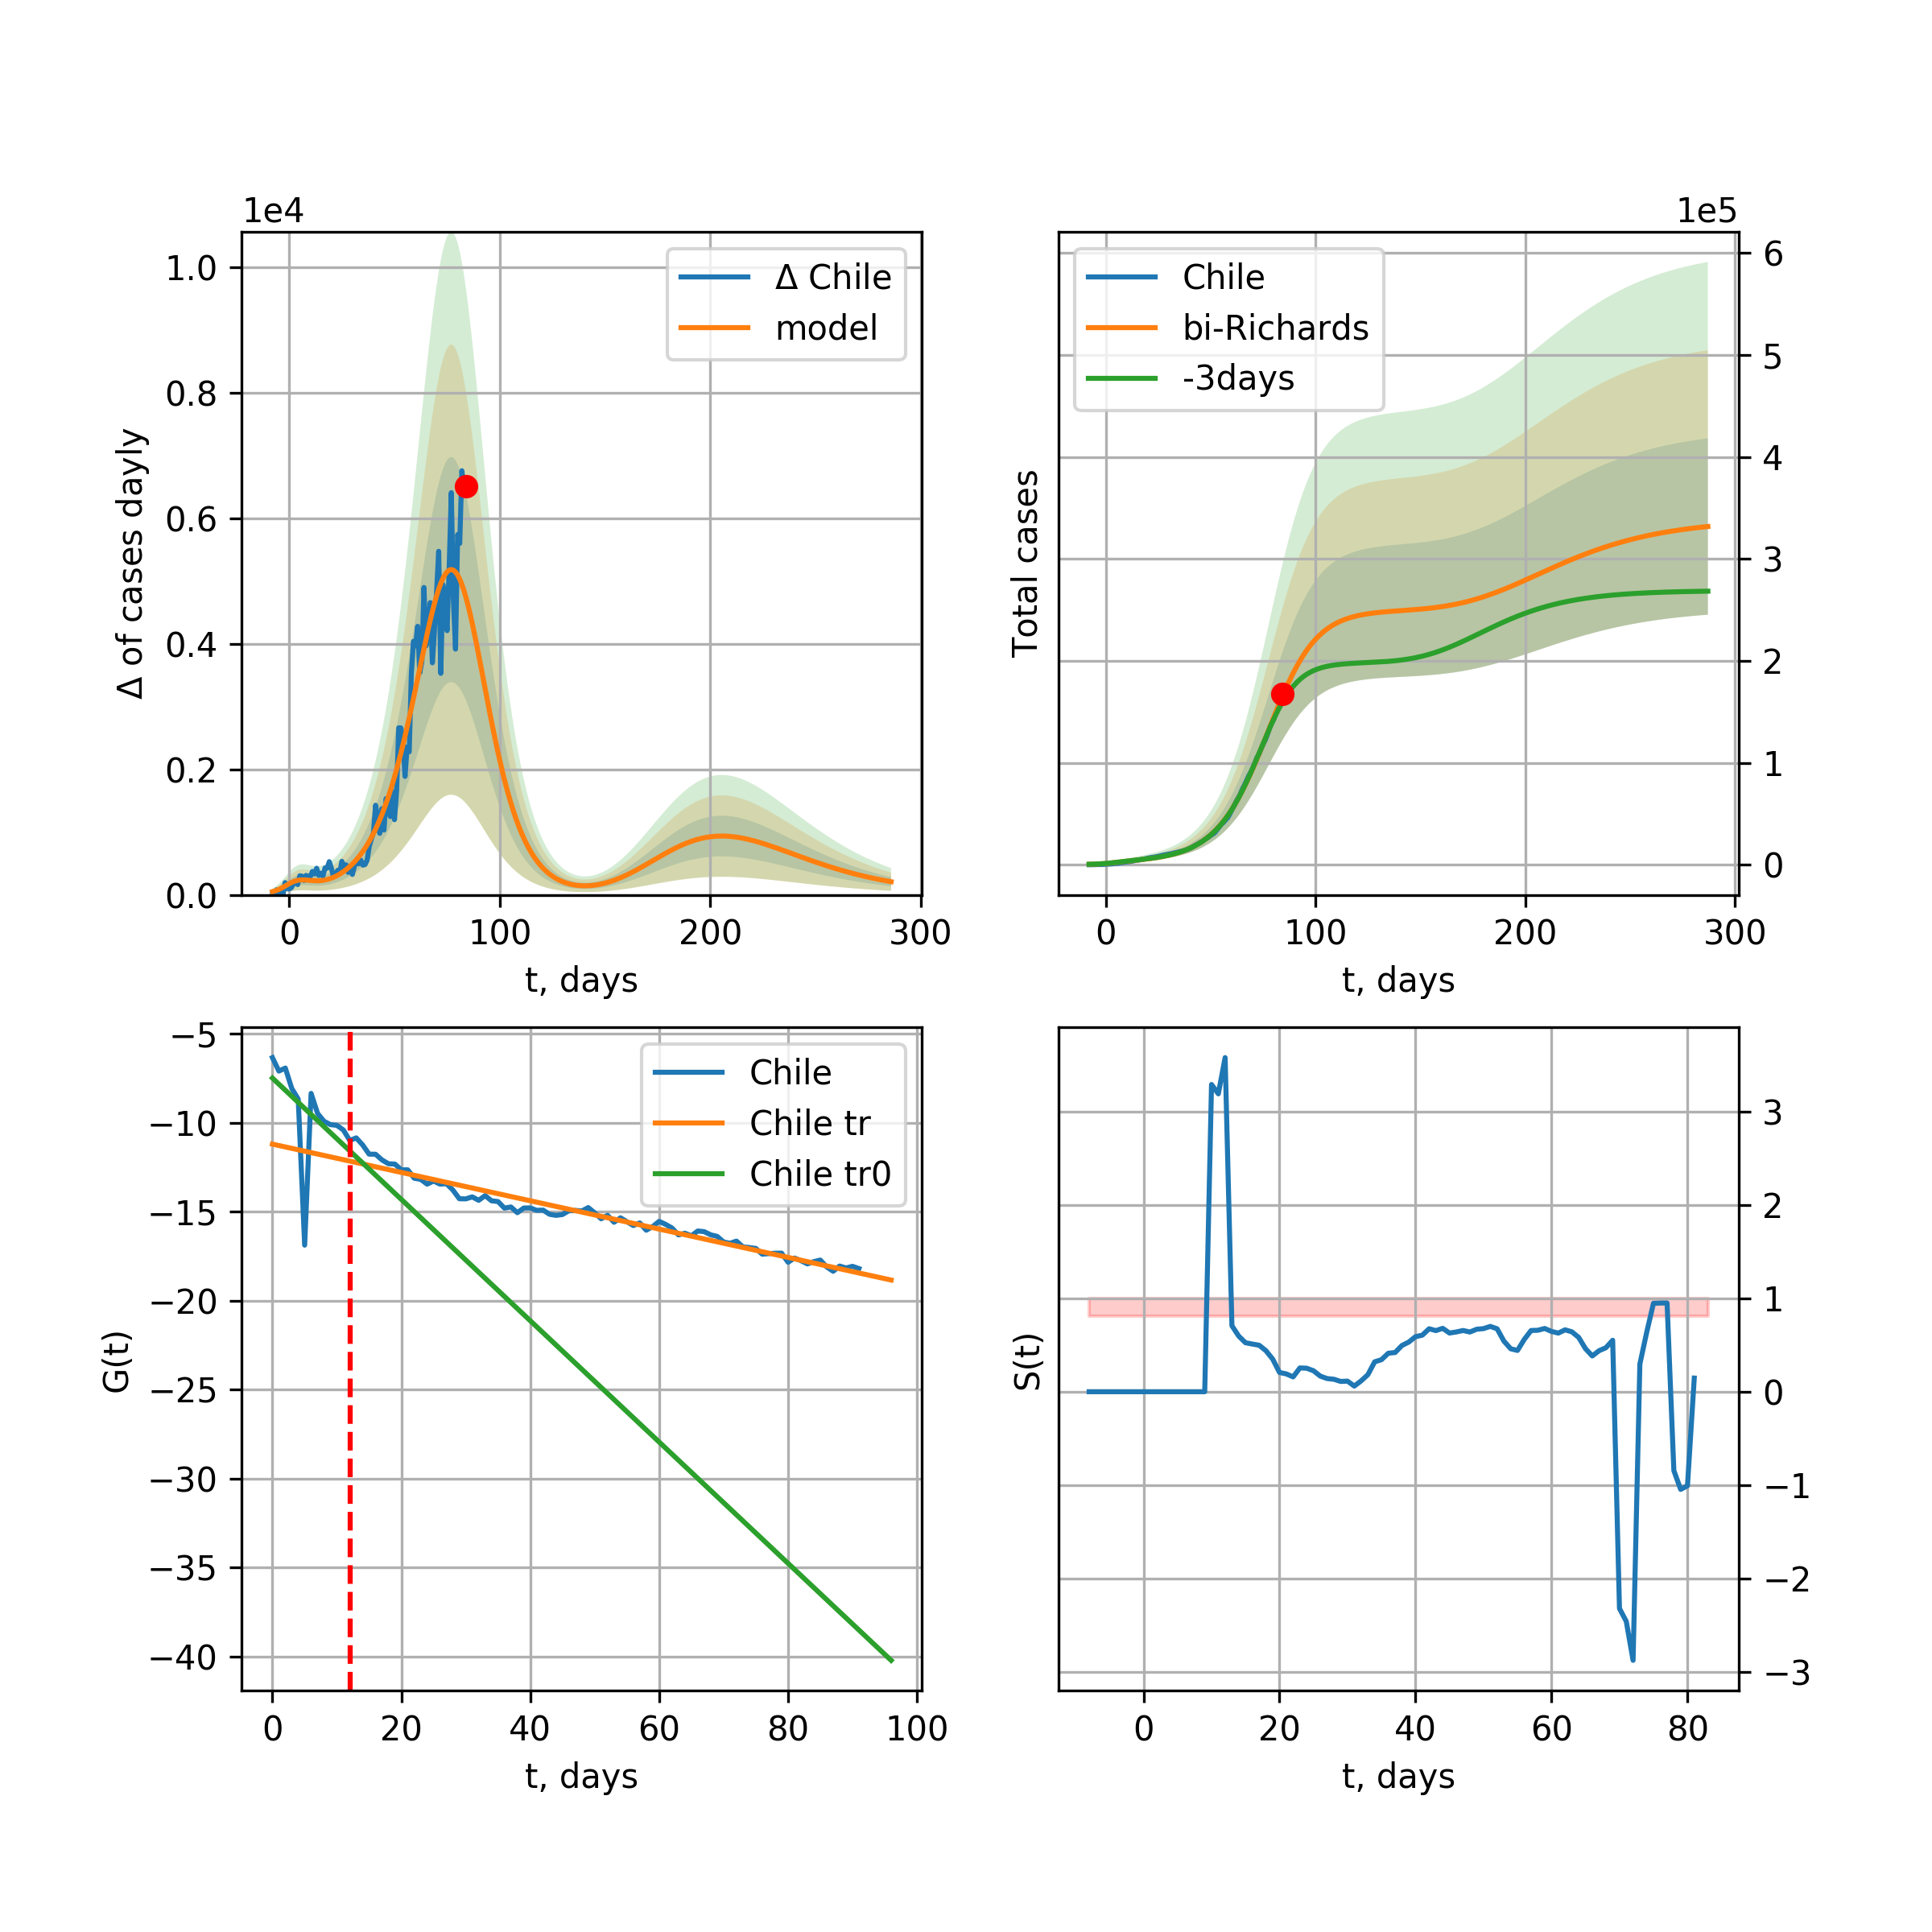 1e4
1.0
0.8
0.6
0.4
0.2
0.0
Δ of cases dayly
Δ Chile
model
0 100 200 300
t, days
1e5
Chile
bi-Richards
-3days
Total cases
6
5
4
3
2
1
0
0 100 200 300
t, days
−5
−10
−15
−20
−25
−30
−35
−40
G(t)
Chile
Chile tr
Chile tr0
0 20 40 60 80 100
t, days
S(t)
3
2
1
0
−1
−2
−3
0 20 40 60 80
t, days